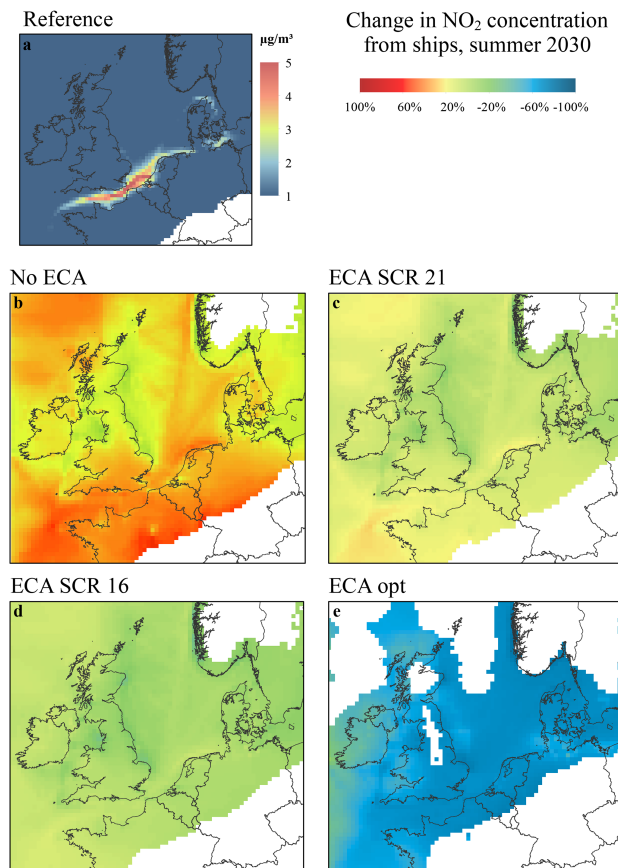 Reference
Change in NO₂ concentration
from ships, summer 2030
µg/m³
a
5
4
3
2
1
100% 60% 20% -20% -60% -100%
No ECA
ECA SCR 21
b
c
ECA SCR 16
ECA opt
d
e